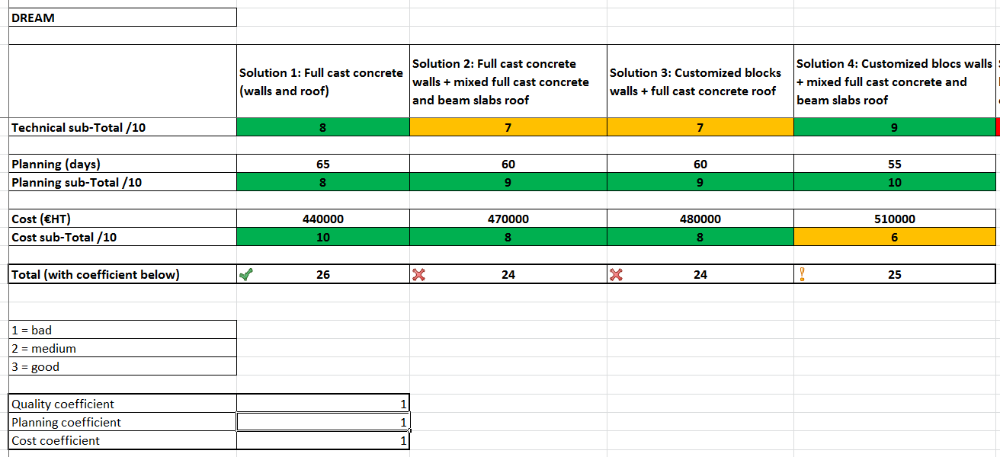 DREAM
Solution 1: Full cast concrete
(walls and roof)
Solution 2: Full cast concrete
walls + mixed full cast concrete
and beam slabs roof
Solution 3: Customized blocks
walls + full cast concrete roof
Solution 4: Customized blocs walls
+ mixed full cast concrete and
beam slabs roof
Technical sub-Total /10 8 7 7 9
Planning (days) 65 60 60 55
Planning sub-Total /10 8 9 9 10
Cost (€HT) 440000 470000 480000 510000
Cost sub-Total /10 10 8 8 6
Total (with coefficient below) 26 24 24 25
1 = bad
2 = medium
3 = good
Quality coefficient 1
Planning coefficient 1
Cost coefficient 1